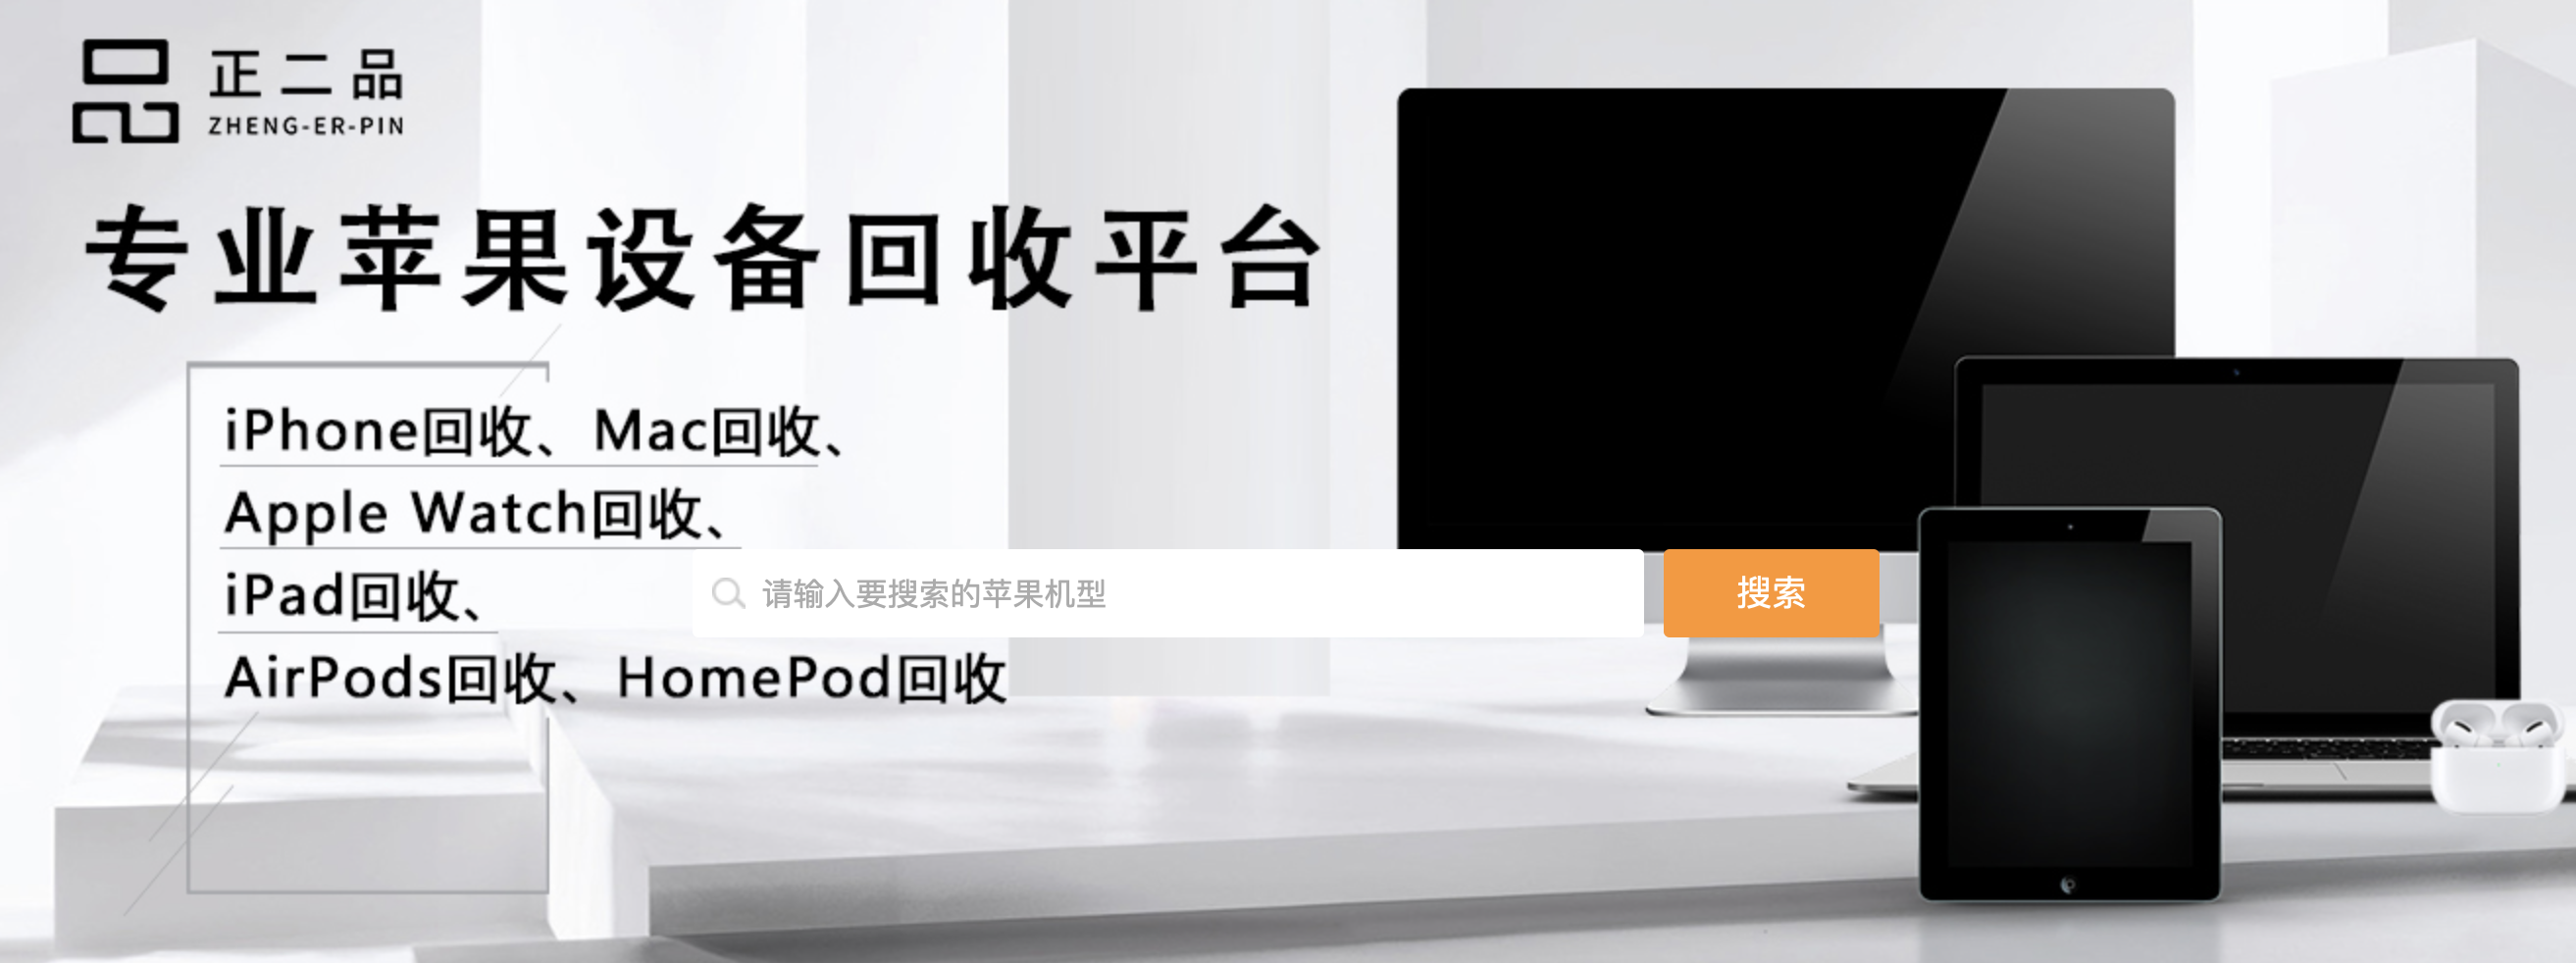 正二品
ZHENG-ER-PIN
专业苹果设备回收平台
iPhone回收、Mac回收、
Apple Watch回收、
iPad回收、
请输入要搜索的苹果机型
搜索
AirPods回收、HomePod回收